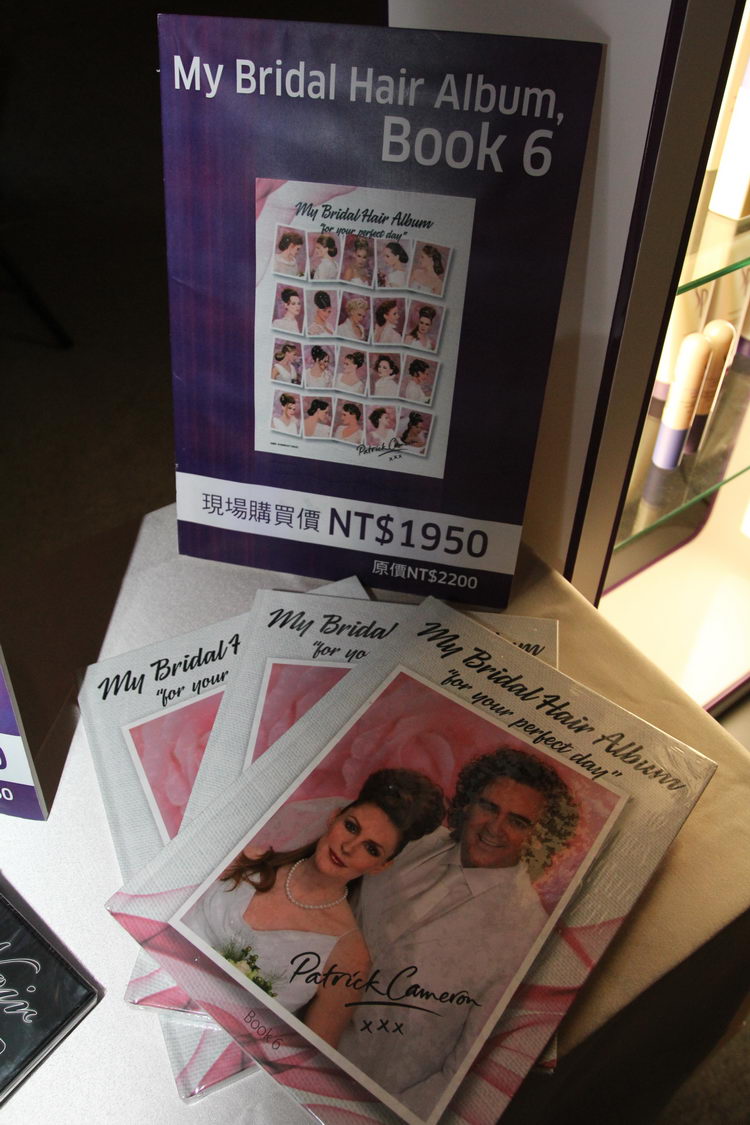 My Bridal Hair Album,
Book 6
My Bridal Hair Album
"for your perfect day"
Patrick
xxx
現場購買價 NT$1950
原價NT$2200
My Bridal
"for your
My Bridal
"for yo
My Bridal Hair Album
"for your perfect day"
Patrick Cameron
xxx
Book 6